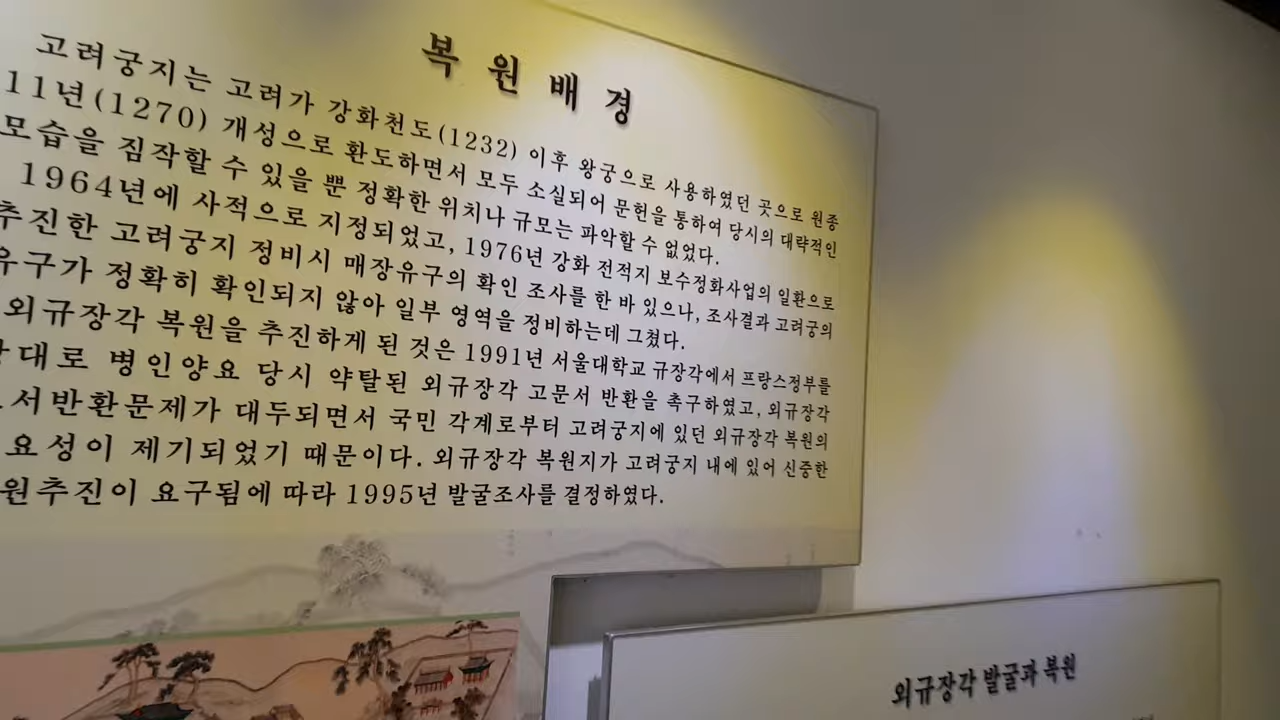 복원배경
고려궁지는 고려가 강화천도(1232) 이후 왕궁으로 사용하였던 곳으로 원종
11년(1270) 개성으로 환도하면서 모두 소실되어 문헌을 통하여 당시의 대략적인
모습을 짐작할 수 있을 뿐 정확한 위치나 규모는 파악할 수 없었다.
1964년에 사적으로 지정되었고, 1976년 강화 전적지 보수정화사업의 일환으로
추진한 고려궁지 정비시 매장유구의 확인 조사를 한 바 있으나, 조사결과 고려궁의
유구가 정확히 확인되지 않아 일부 영역을 정비하는데 그쳤다.
외규장각 복원을 추진하게 된 것은 1991년 서울대학교 규장각에서 프랑스정부를
대로 병인양요 당시 약탈된 외규장각 고문서 반환을 촉구하였고, 외규장각
서반환문제가 대두되면서 국민 각계로부터 고려궁지에 있던 외규장각 복원의
요성이 제기되었기 때문이다. 외규장각 복원지가 고려궁지 내에 있어 신중한
원추진이 요구됨에 따라 1995년 발굴조사를 결정하였다.
외규장각 발굴과 복원